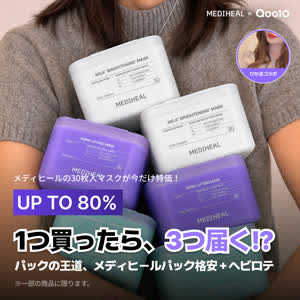 MEDIHEAL × Qoo10
ひかるコラボ
MILK BRIGHTENING MASK
MEDIHEAL
MILK BRIGHTENING MASK
MEDIHEAL
MEDIHEAL
メディヒールの30枚入マスクが今だけ特価！
UP TO 80%
1つ買ったら、3つ届く!?
パックの王道、メディヒールパック格安＋ヘビロテ
※一部の商品に限ります。